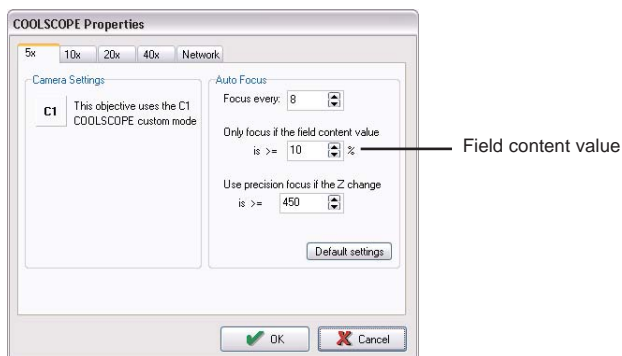 COOLSCOPE Properties
5x 10x 20x 40x Network
Camera Settings
C1 This objective uses the C1
COOLSCOPE custom mode
Auto Focus
Focus every: 8
Only focus if the field content value
is >= 10 %
Field content value
Use precision focus if the Z change
is >= 450
Default settings
OK Cancel